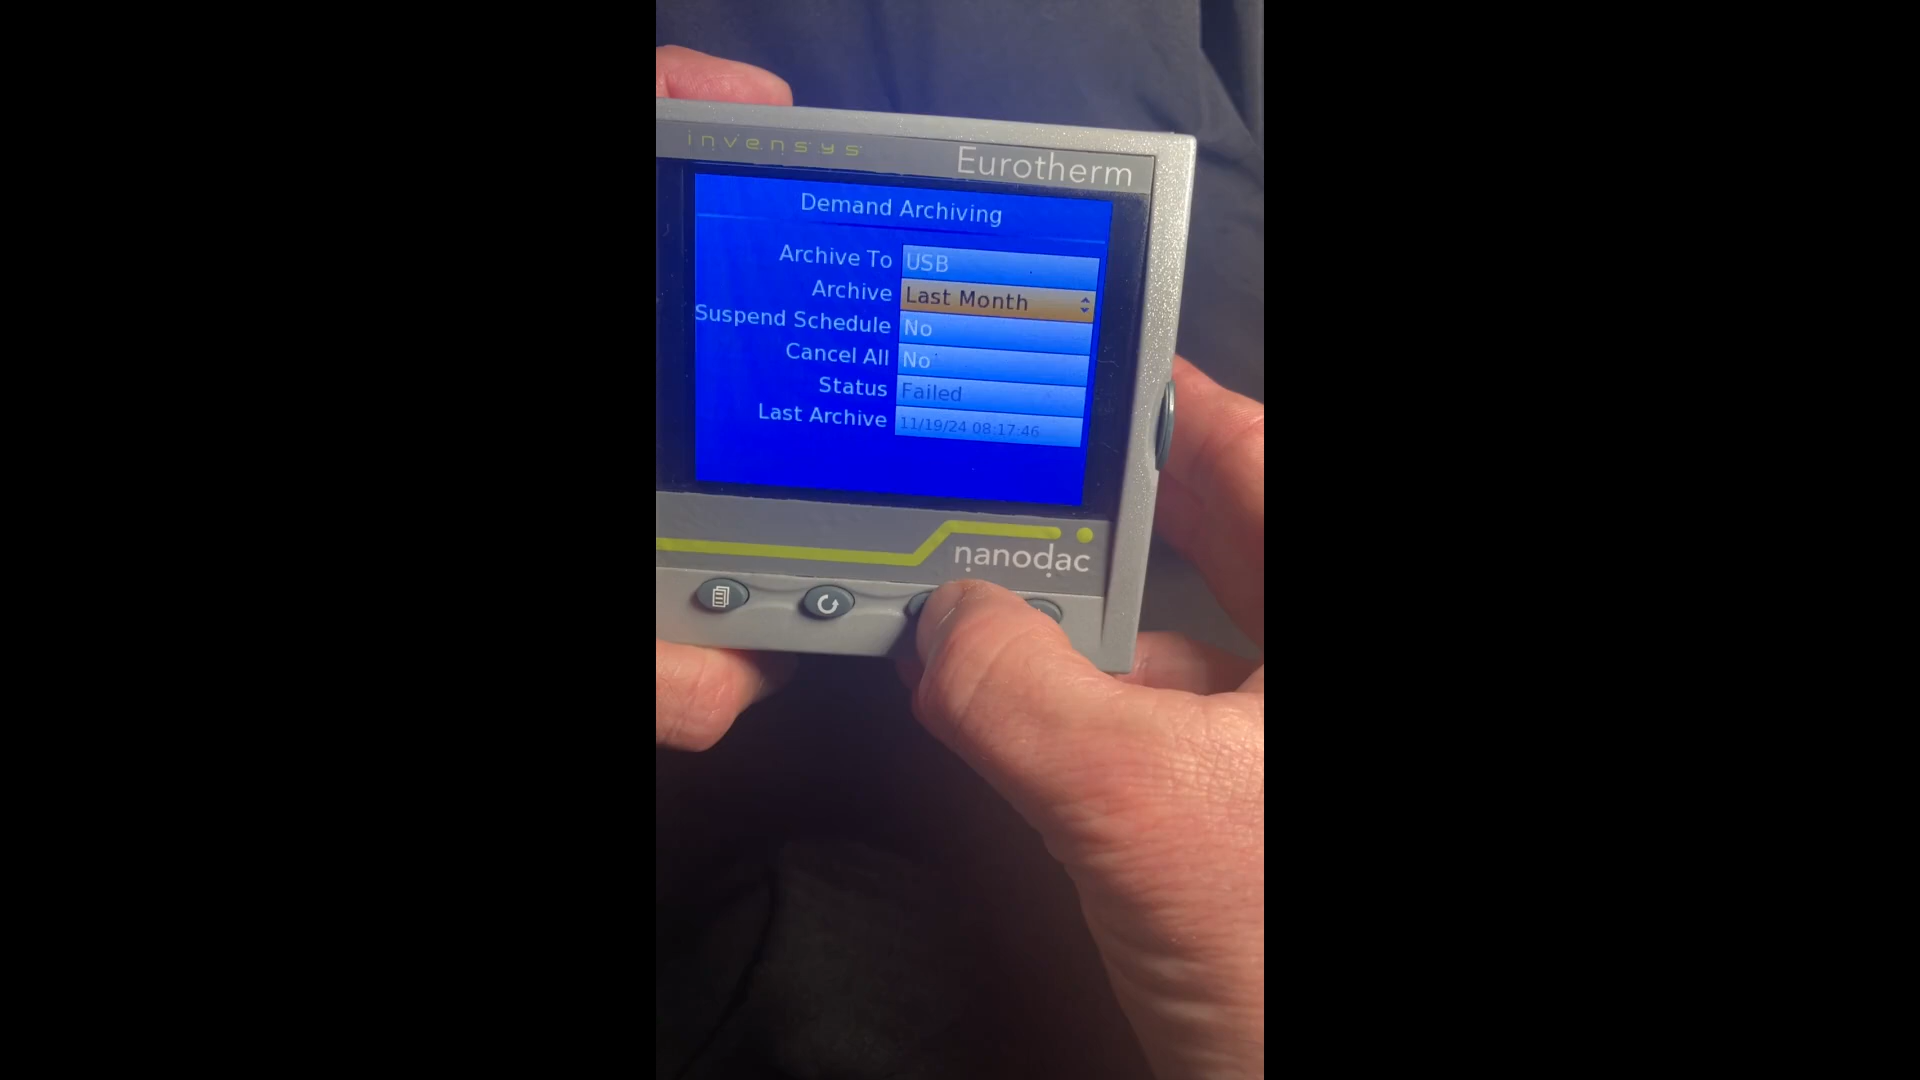 invensys
Eurotherm
Demand Archiving
Archive To USB
Archive Last Month
Suspend Schedule No
Cancel All No
Status Failed
Last Archive 11/19/24 08:17:46
nanodac